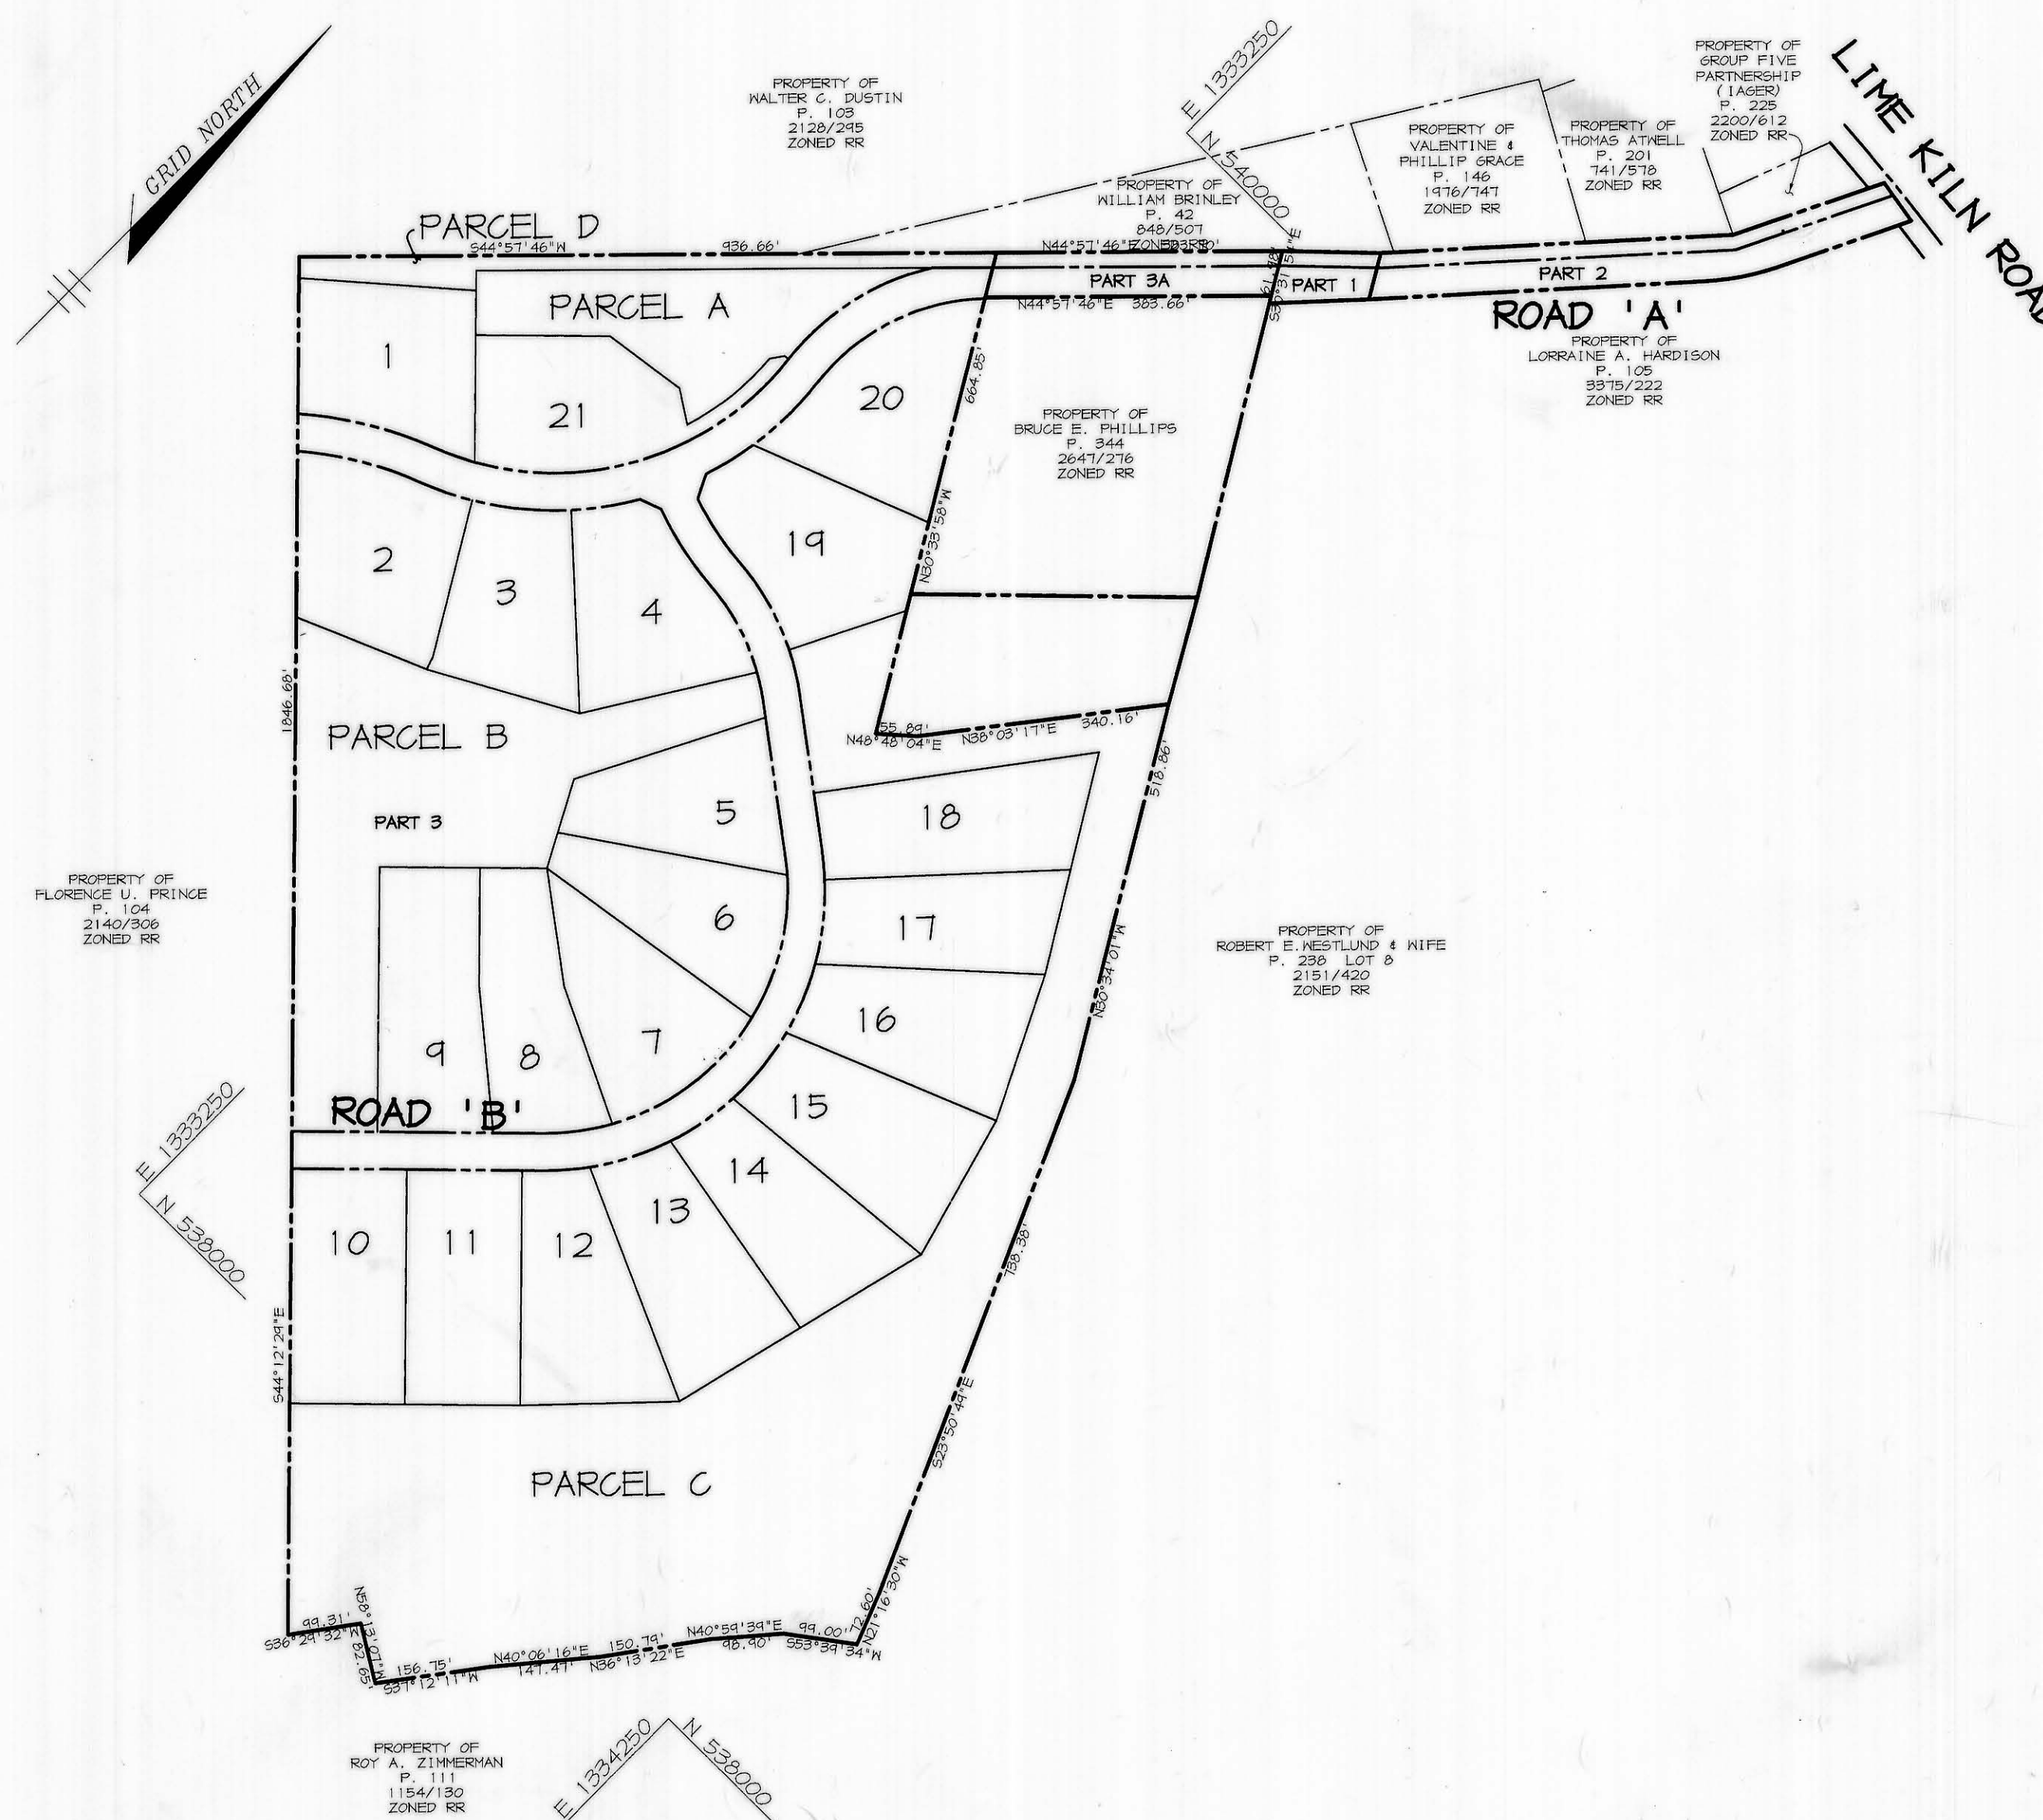 GRID NORTH
PROPERTY OF
WALTER C. DUSTIN
P. 103
2128/295
ZONED RR
E 1333250
N 540000
PROPERTY OF
GROUP FIVE
PARTNERSHIP
(IAGER)
P. 225
2200/612
ZONED RR
LIME KILN ROAD
PROPERTY OF
VALENTINE &
PHILLIP GRACE
P. 146
1976/747
ZONED RR
PROPERTY OF
THOMAS ATWELL
P. 201
741/578
ZONED RR
PROPERTY OF
WILLIAM BRINLEY
P. 42
848/507
ZONED RR
PARCEL D
S44°57'46"W
936.66'
N44°57'46"E
PART 3A
PART 1
PART 2
N44°57'46"E 383.66'
ROAD 'A'
PROPERTY OF
LORRAINE A. HARDISON
P. 105
3375/222
ZONED RR
PARCEL A
1
21
20
664.85'
PROPERTY OF
BRUCE E. PHILLIPS
P. 344
2647/276
ZONED RR
N30°33'58"W
2
3
4
19
1846.68'
PARCEL B
55.89'
N48°48'04"E
N38°03'17"E
340.16'
518.86'
PART 3
5
18
6
17
PROPERTY OF
FLORENCE U. PRINCE
P. 104
2140/306
ZONED RR
PROPERTY OF
ROBERT E.WESTLUND & WIFE
P. 238 LOT 8
2151/420
ZONED RR
N30°34'01"W
16
7
9
8
15
ROAD 'B'
E 1333250
N 538000
14
13
10
11
12
738.38'
S44°12'29"E
S23°50'49"E
PARCEL C
99.31'
S36°29'32"W
N58°13'07"W
82.65'
156.75'
S37°12'11"W
N40°06'16"E
147.47'
150.79'
N36°13'22"E
N40°59'39"E
98.90'
99.00'
S53°39'34"W
72.60'
N21°16'30"W
PROPERTY OF
ROY A. ZIMMERMAN
P. 111
1154/130
ZONED RR
E 1334250
N 538000